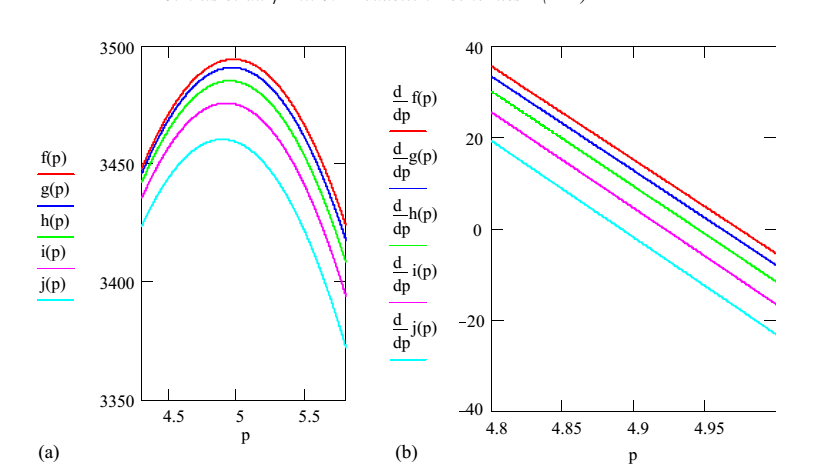 3500
3450
3400
3350
f(p)
g(p)
h(p)
i(p)
j(p)
4.5 5 5.5
p
(a)
40
20
0
−20
−40
d/dp f(p)
d/dp g(p)
d/dp h(p)
d/dp i(p)
d/dp j(p)
4.8 4.85 4.9 4.95
p
(b)